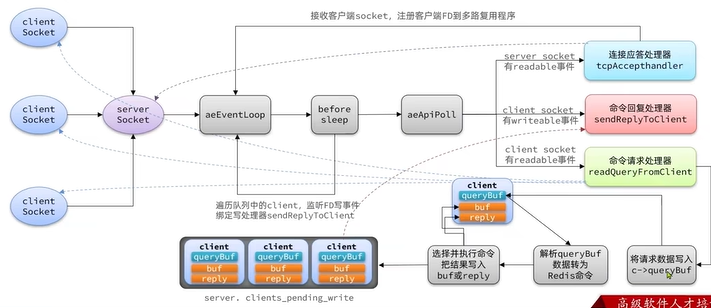 接收客户端socket，注册客户端FD到多路复用程序
client
Socket
client
Socket
client
Socket
server
Socket
aeEventLoop
before
sleep
aeApiPoll
server socket
有readable事件
连接应答处理器
tcpAccepthandler
client socket
有writeable事件
命令回复处理器
sendReplyToClient
client socket
有readable事件
命令请求处理器
readQueryFromClient
遍历队列中的client，监听FD写事件
绑定写处理器sendReplyToClient
client
queryBuf
buf
reply
client
queryBuf
buf
reply
client
queryBuf
buf
reply
client
queryBuf
buf
reply
选择并执行命令
把结果写入
buf或reply
解析queryBuf
数据转为
Redis命令
将请求数据写入
c->queryBuf
server. clients_pending_write
高级软件人才培